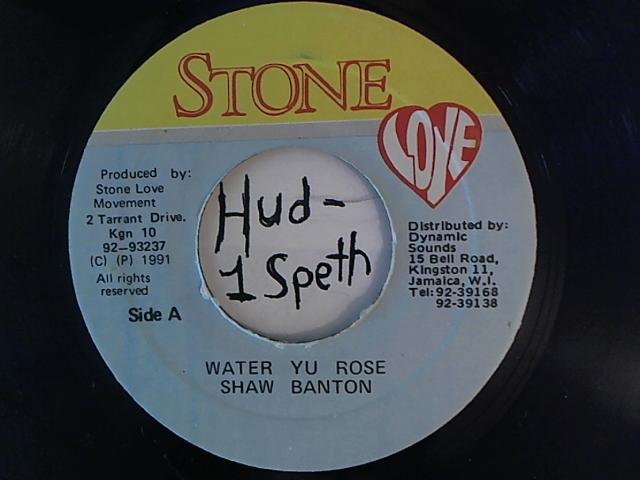 STONE
LOVE
Produced by:
Stone Love
Movement
2 Tarrant Drive.
Kgn 10
92-93237
(C) (P) 1991
All rights
reserved
Side A
Hud-
1 Speth
Distributed by:
Dynamic
Sounds
15 Bell Road,
Kingston 11,
Jamaica, W.I.
Tel: 92-39168
92-39138
WATER YU ROSE
SHAW BANTON